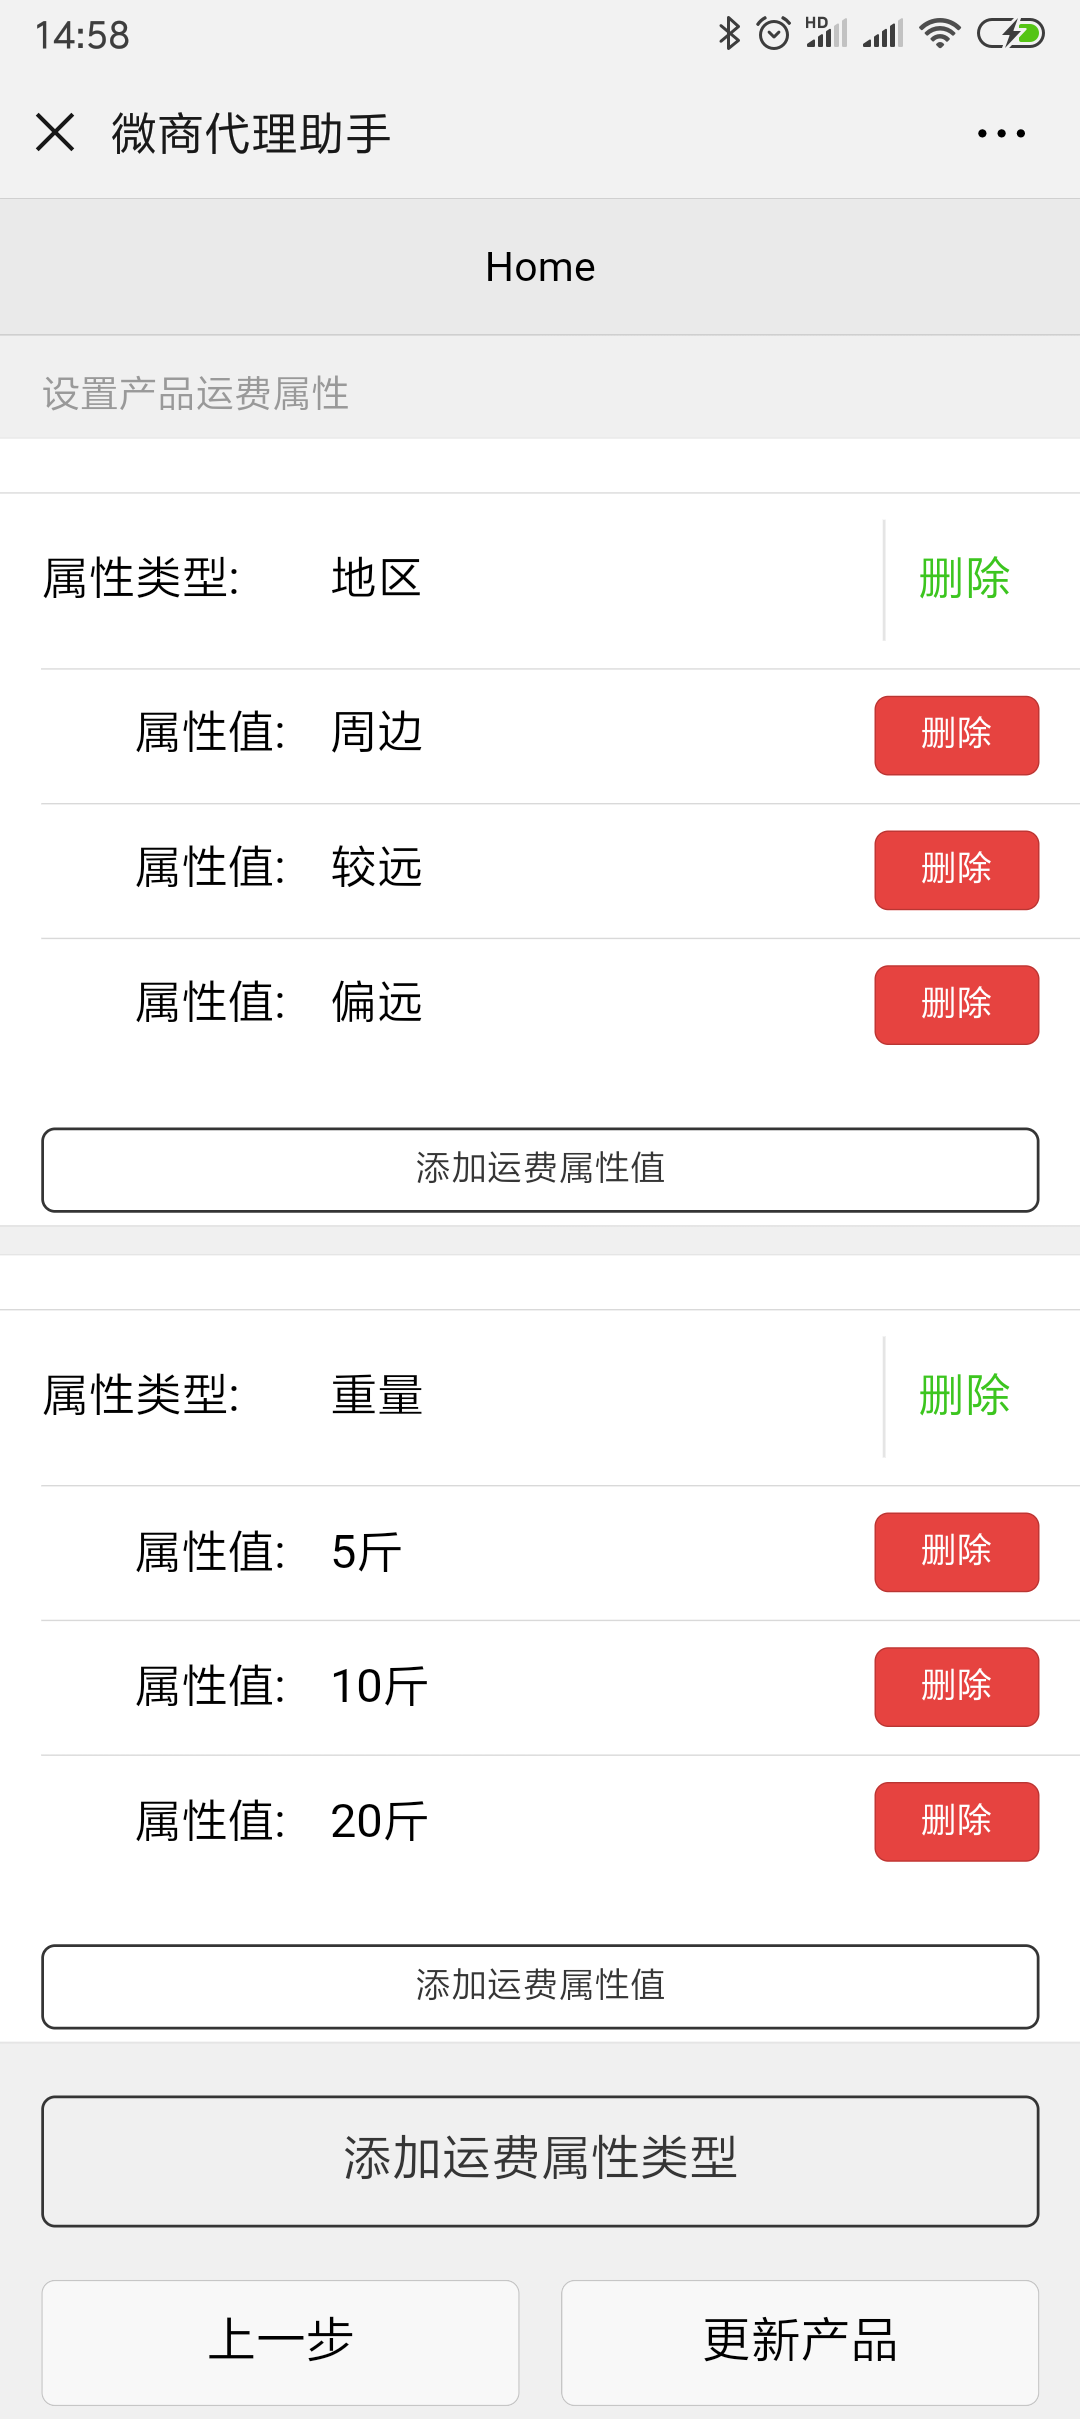 14:58
HD
微商代理助手
Home
设置产品运费属性
属性类型: 地区 删除
属性值: 周边 删除
属性值: 较远 删除
属性值: 偏远 删除
添加运费属性值
属性类型: 重量 删除
属性值: 5斤 删除
属性值: 10斤 删除
属性值: 20斤 删除
添加运费属性值
添加运费属性类型
上一步 更新产品